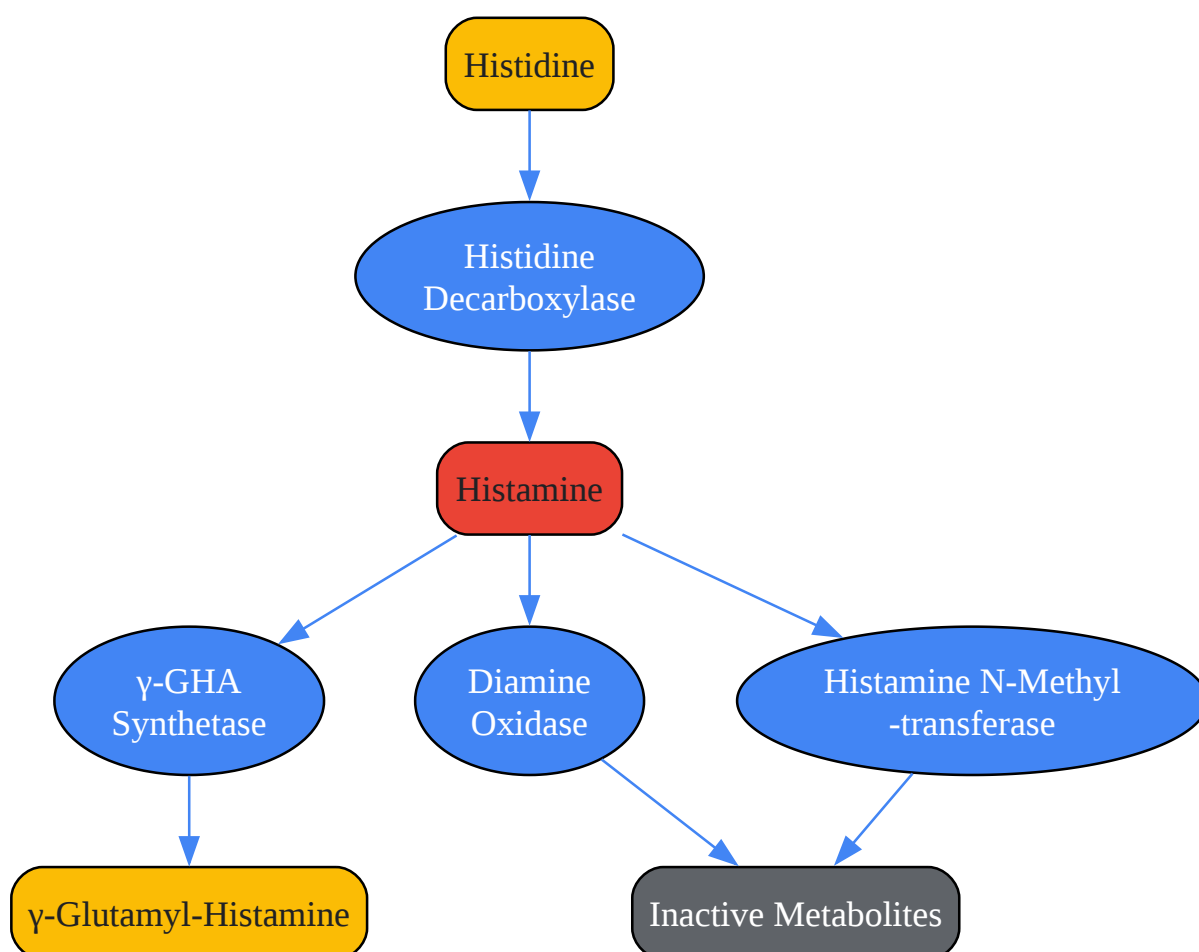 Histidine
Histidine
Decarboxylase
Histamine
γ-GHA
Synthetase
Diamine
Oxidase
Histamine N-Methyl
-transferase
γ-Glutamyl-Histamine
Inactive Metabolites